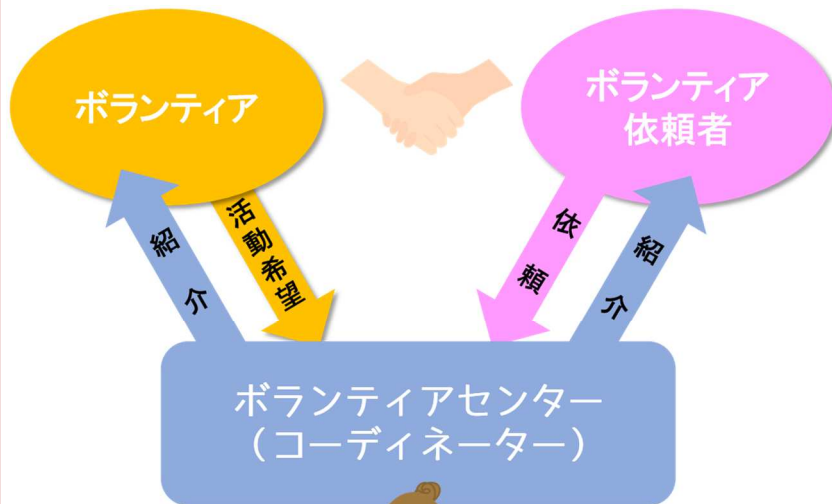 ボランティア
ボランティア
依頼者
紹介
活動希望
依頼
紹介
ボランティアセンター
（コーディネーター）